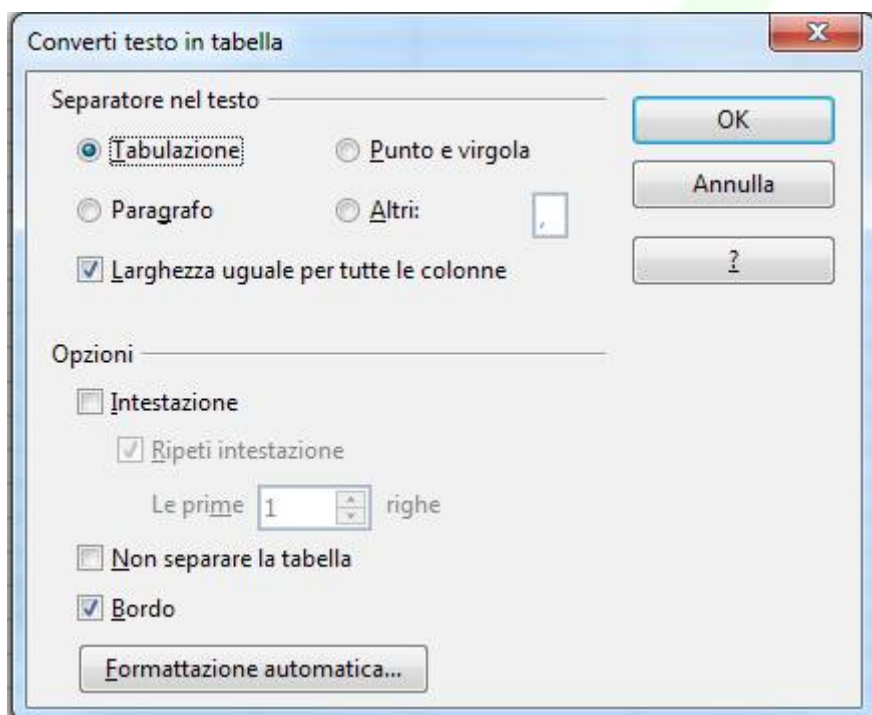 Converti testo in tabella
Separatore nel testo
OK
Tabulazione
Punto e virgola
Annulla
Paragrafo
Altri:
,
Larghezza uguale per tutte le colonne
?
Opzioni
Intestazione
Ripeti intestazione
Le prime 1 righe
Non separare la tabella
Bordo
Formattazione automatica...